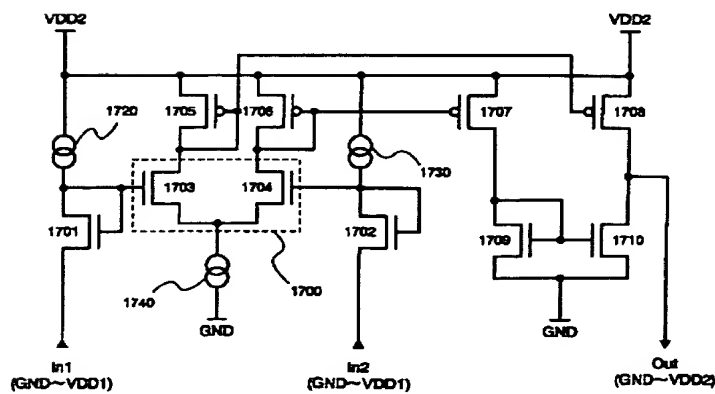 VDD2
VDD2
1720
1705
1706
1707
1708
1730
1703
1704
1701
1702
1709
1710
1740
1700
GND
GND
In1
(GND~VDD1)
In2
(GND~VDD1)
Out
(GND~VDD2)